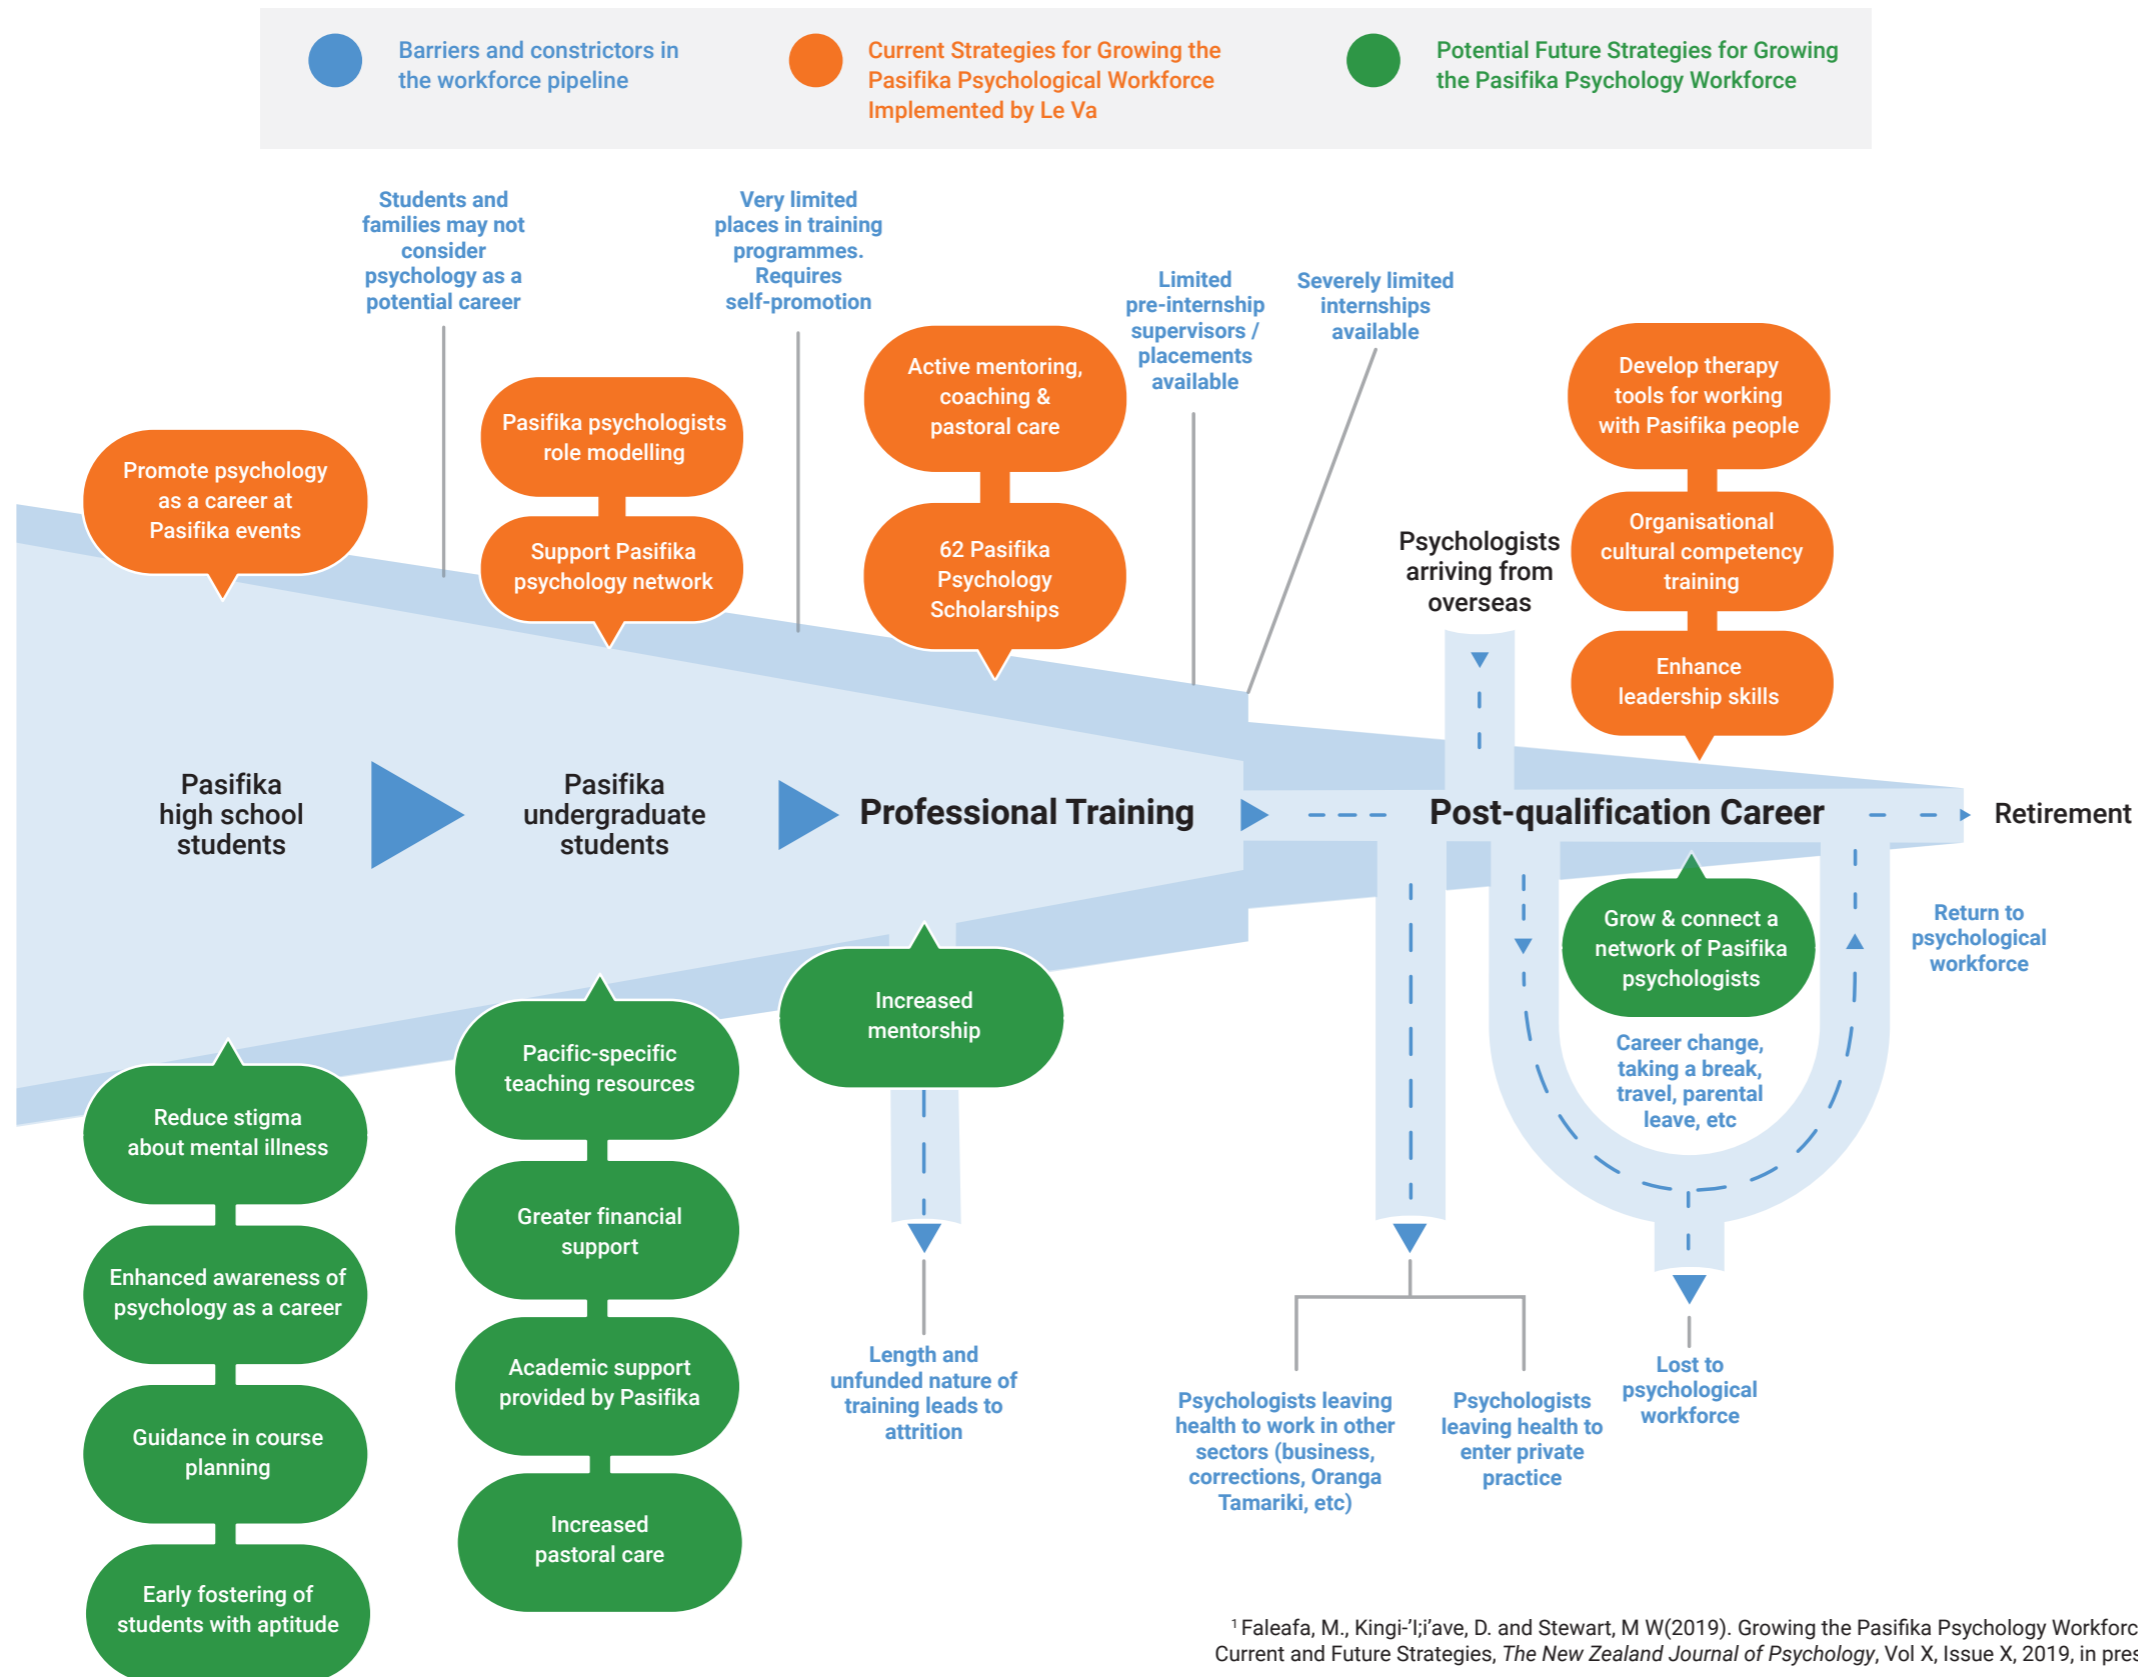 Barriers and constrictors in
the workforce pipeline
Current Strategies for Growing the
Pasifika Psychological Workforce
Implemented by Le Va
Potential Future Strategies for Growing
the Pasifika Psychology Workforce
Students and
families may not
consider
psychology as a
potential career
Very limited
places in training
programmes.
Requires
self-promotion
Limited
pre-internship
supervisors /
placements
available
Severely limited
internships
available
Promote psychology
as a career at
Pasifika events
Pasifika psychologists
role modelling
Support Pasifika
psychology network
Active mentoring,
coaching &
pastoral care
62 Pasifika
Psychology
Scholarships
Psychologists
arriving from
overseas
Develop therapy
tools for working
with Pasifika people
Organisational
cultural competency
training
Enhance
leadership skills
Pasifika
high school
students
Pasifika
undergraduate
students
Professional Training
Post-qualification Career
Retirement
Reduce stigma
about mental illness
Enhanced awareness of
psychology as a career
Guidance in course
planning
Early fostering of
students with aptitude
Pacific-specific
teaching resources
Greater financial
support
Academic support
provided by Pasifika
Increased
pastoral care
Increased
mentorship
Length and
unfunded nature of
training leads to
attrition
Grow & connect a
network of Pasifika
psychologists
Career change,
taking a break,
travel, parental
leave, etc
Return to
psychological
workforce
Psychologists leaving
health to work in other
sectors (business,
corrections, Oranga
Tamariki, etc)
Psychologists
leaving health to
enter private
practice
Lost to
psychological
workforce
¹ Faleafa, M., Kingi-'I;i'ave, D. and Stewart, M W(2019). Growing the Pasifika Psychology Workforc
Current and Future Strategies, The New Zealand Journal of Psychology, Vol X, Issue X, 2019, in pres